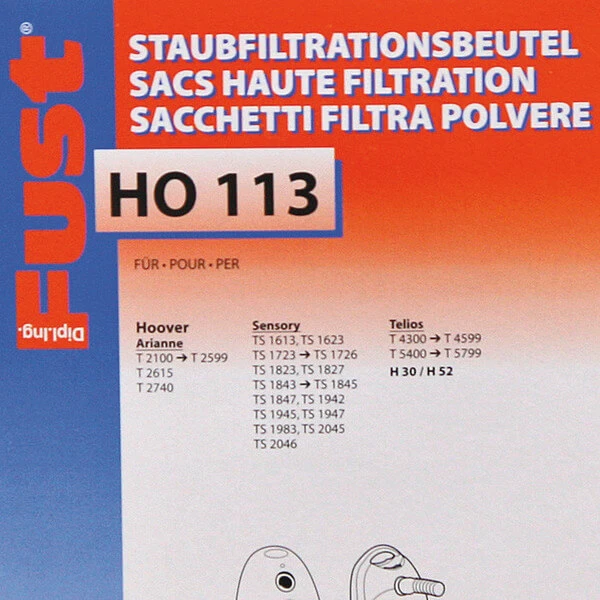 Dipl.Ing.
Fust®
STAUBFILTRATIONSBEUTEL
SACS HAUTE FILTRATION
SACCHETTI FILTRA POLVERE
HO 113
FÜR • POUR • PER
Hoover
Arianne
T 2100 → T 2599
T 2615
T 2740
Sensory
TS 1613, TS 1623
TS 1723 → TS 1726
TS 1823, TS 1827
TS 1843 → TS 1845
TS 1847, TS 1942
TS 1945, TS 1947
TS 1983, TS 2045
TS 2046
Telios
T 4300 → T 4599
T 5400 → T 5799
H 30 / H 52